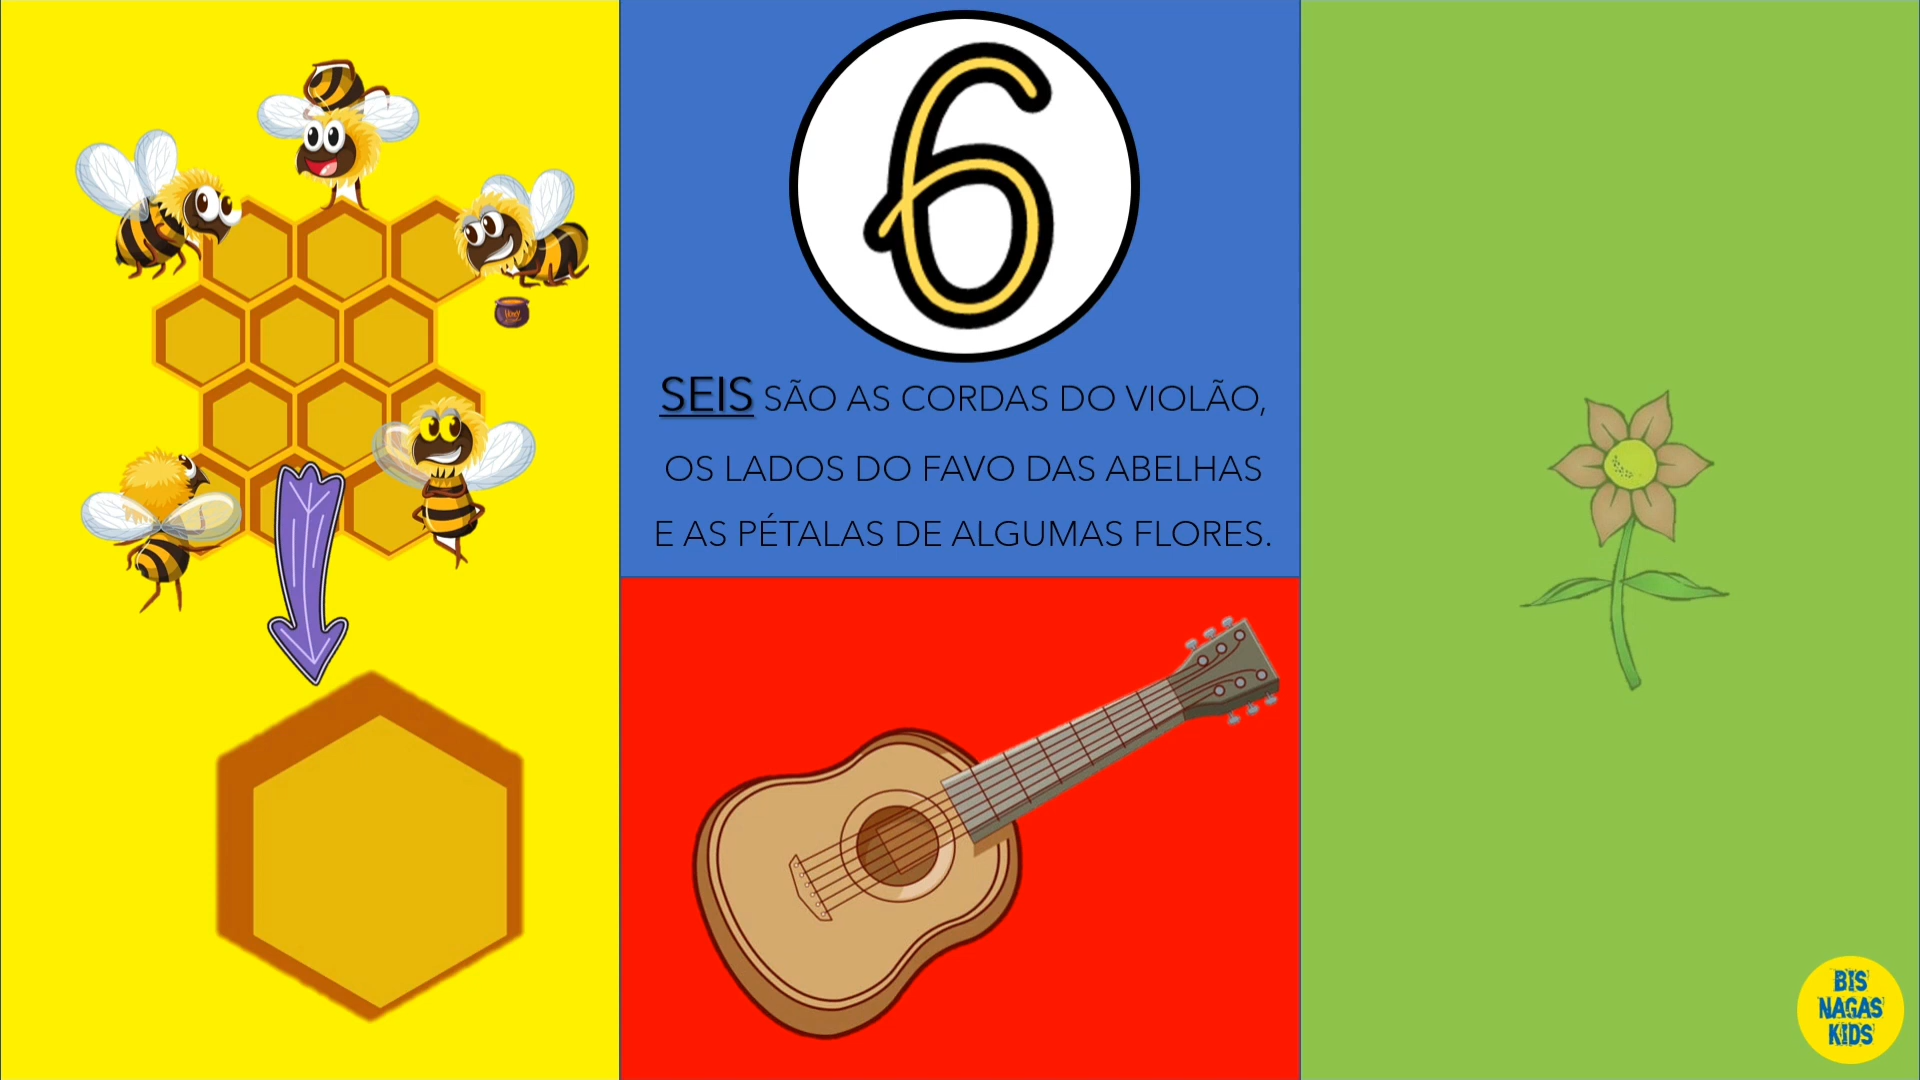 6
SEIS SÃO AS CORDAS DO VIOLÃO,
OS LADOS DO FAVO DAS ABELHAS
E AS PÉTALAS DE ALGUMAS FLORES.
Honey
BIS
NAGAS
KIDS